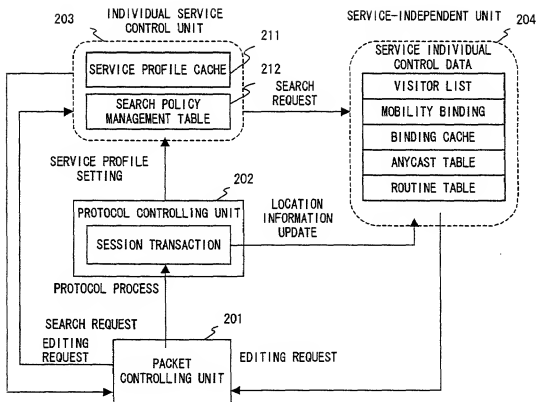 203
INDIVIDUAL SERVICE
CONTROL UNIT
SERVICE-INDEPENDENT UNIT
204
211
SERVICE PROFILE CACHE
212
SEARCH POLICY
MANAGEMENT TABLE
SEARCH
REQUEST
SERVICE INDIVIDUAL
CONTROL DATA
VISITOR LIST
MOBILITY BINDING
BINDING CACHE
ANYCAST TABLE
ROUTINE TABLE
SERVICE PROFILE
SETTING
202
PROTOCOL CONTROLLING UNIT
SESSION TRANSACTION
LOCATION
INFORMATION
UPDATE
PROTOCOL PROCESS
SEARCH REQUEST
EDITING
REQUEST
201
PACKET
CONTROLLING UNIT
EDITING REQUEST